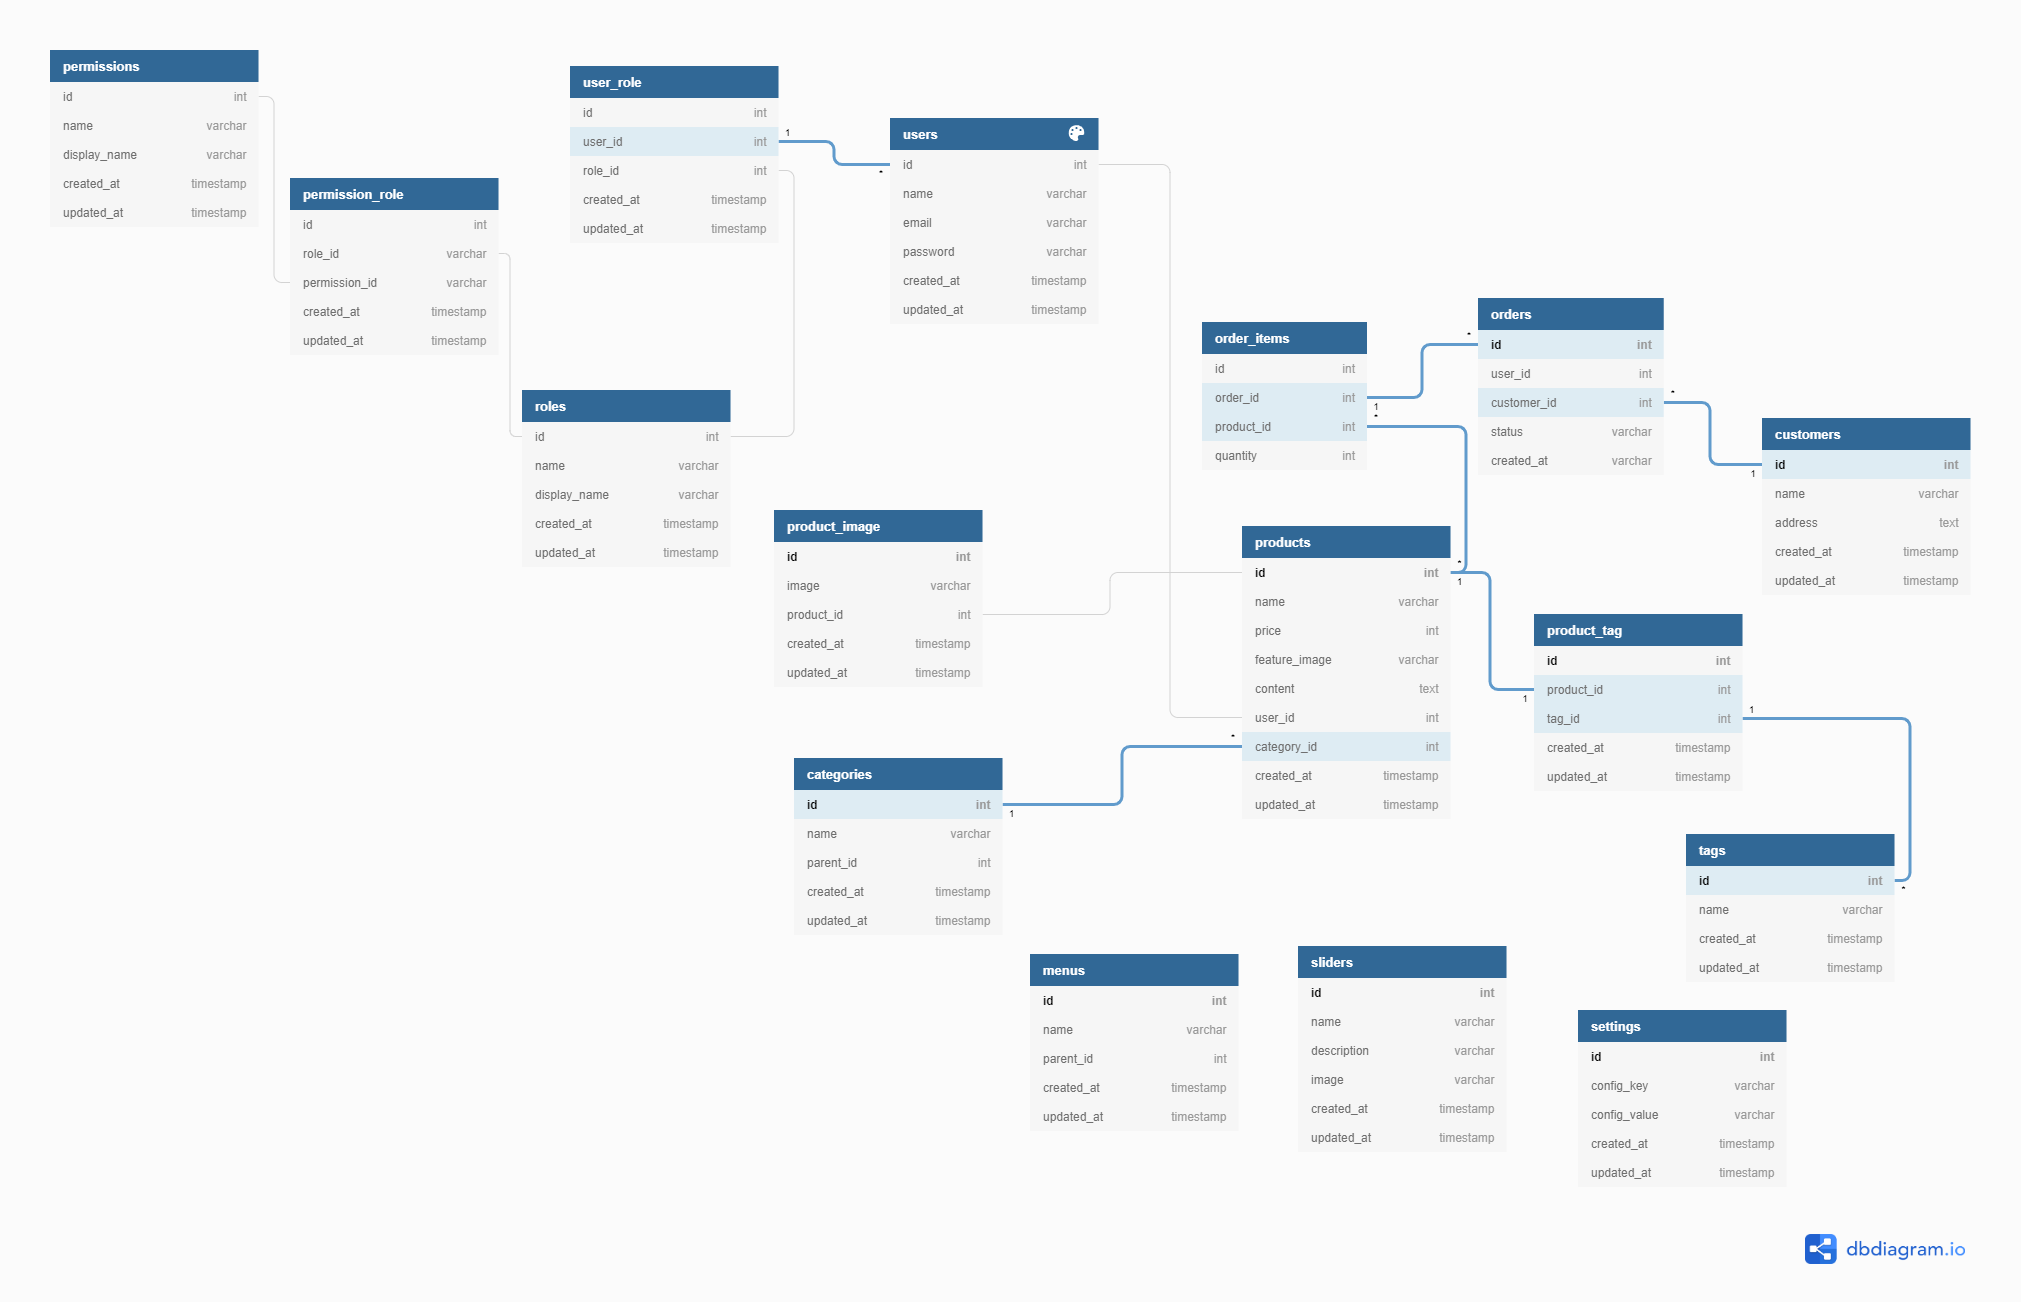 permissions
id int
name varchar
display_name varchar
created_at timestamp
updated_at timestamp
permission_role
id int
role_id varchar
permission_id varchar
created_at timestamp
updated_at timestamp
user_role
id int
user_id int
role_id int
created_at timestamp
updated_at timestamp
1
*
users
id int
name varchar
email varchar
password varchar
created_at timestamp
updated_at timestamp
roles
id int
name varchar
display_name varchar
created_at timestamp
updated_at timestamp
order_items
id int
order_id int
product_id int
quantity int
1
*
*
orders
id int
user_id int
customer_id int
status varchar
created_at varchar
*
1
customers
id int
name varchar
address text
created_at timestamp
updated_at timestamp
product_image
id int
image varchar
product_id int
created_at timestamp
updated_at timestamp
products
id int
name varchar
price int
feature_image varchar
content text
user_id int
category_id int
created_at timestamp
updated_at timestamp
*
1
1
product_tag
id int
product_id int
tag_id int
created_at timestamp
updated_at timestamp
1
*
categories
id int
name varchar
parent_id int
created_at timestamp
updated_at timestamp
1
*
tags
id int
name varchar
created_at timestamp
updated_at timestamp
menus
id int
name varchar
parent_id int
created_at timestamp
updated_at timestamp
sliders
id int
name varchar
description varchar
image varchar
created_at timestamp
updated_at timestamp
settings
id int
config_key varchar
config_value varchar
created_at timestamp
updated_at timestamp
dbdiagram.io